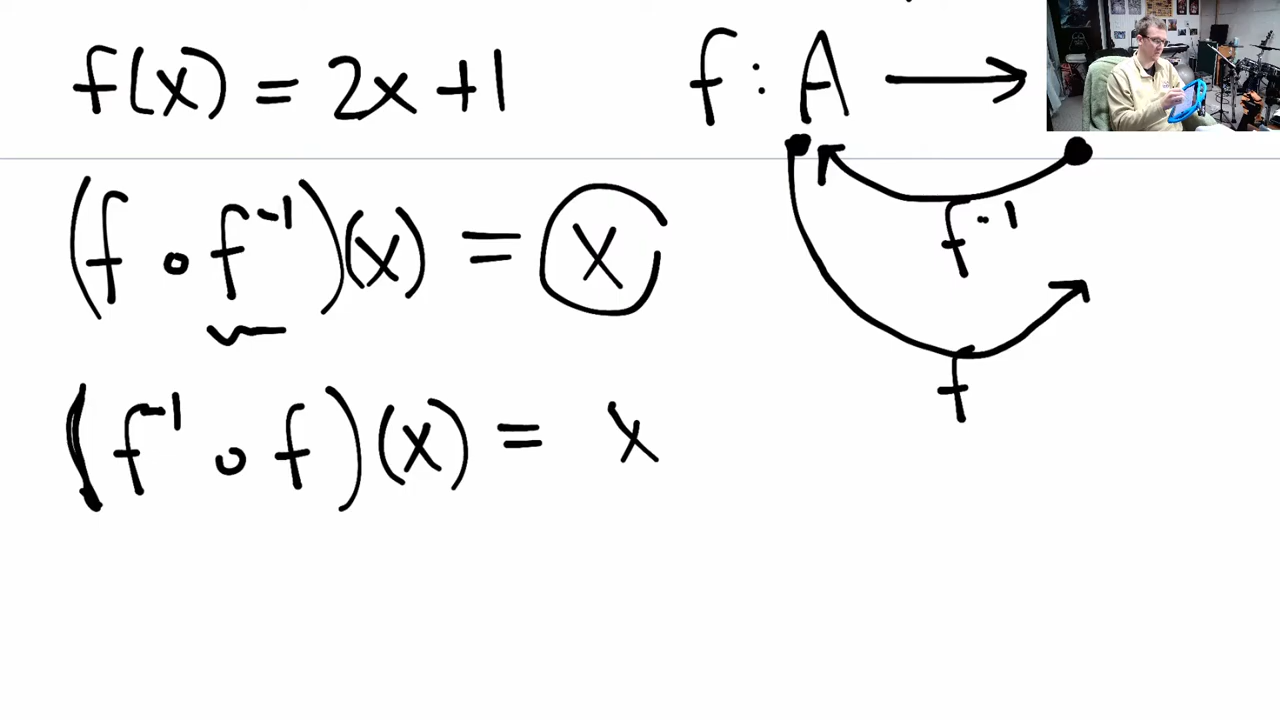 f(x) = 2x + 1
f : A →
(f ∘ f⁻¹)(x) = x
f⁻¹
f
(f⁻¹ ∘ f)(x) = x